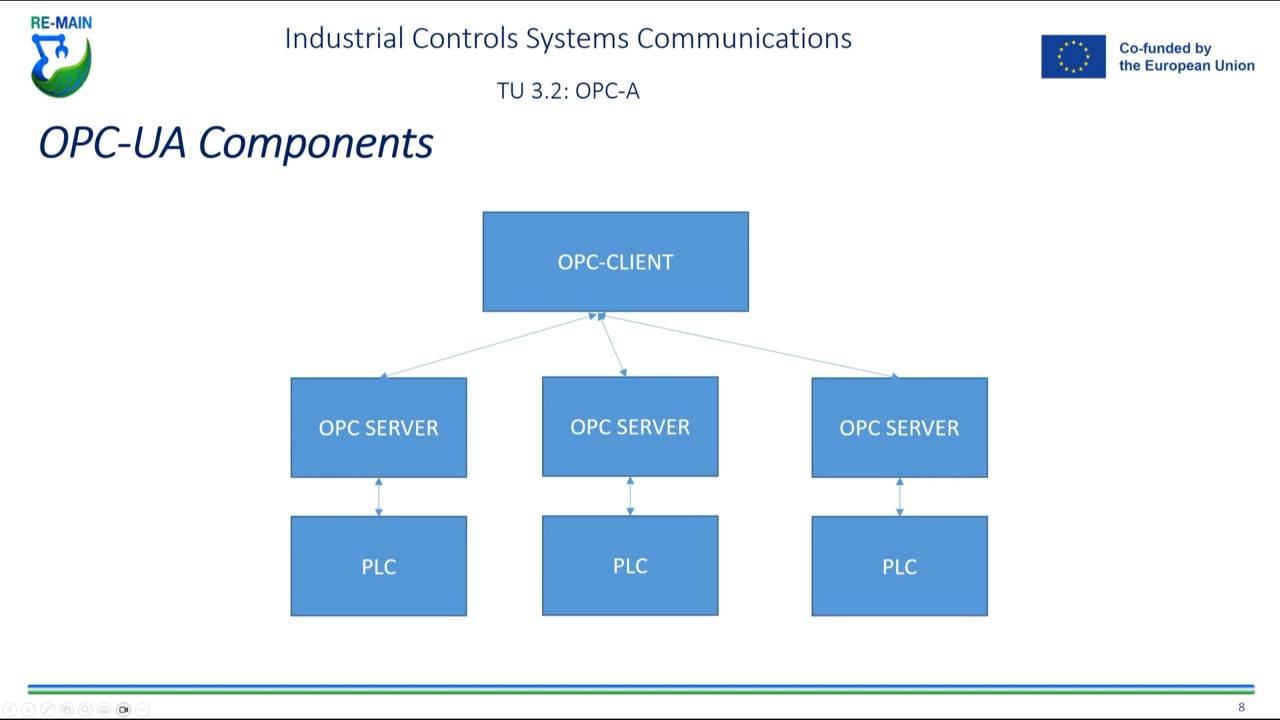 RE-MAIN
Industrial Controls Systems Communications
TU 3.2: OPC-A
Co-funded by
the European Union
OPC-UA Components
OPC-CLIENT
OPC SERVER
OPC SERVER
OPC SERVER
PLC
PLC
PLC
8